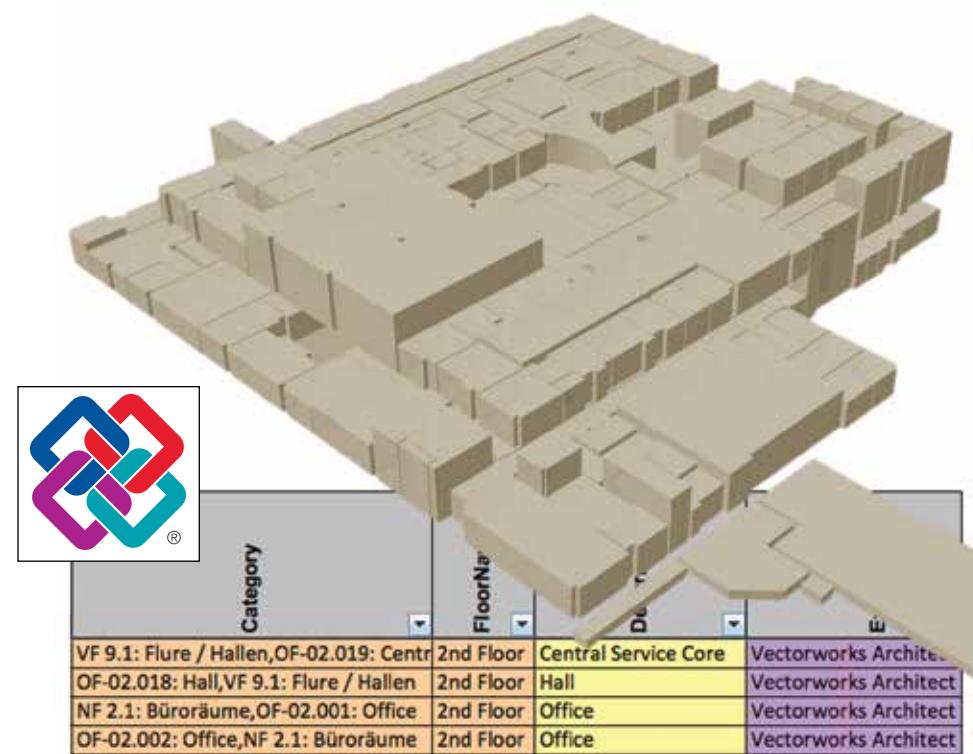 ®
Category
VF 9.1: Flure / Hallen,OF-02.019: Centr 2nd Floor Central Service Core Vectorworks
OF-02.018: Hall,VF 9.1: Flure / Hallen 2nd Floor Hall Vectorworks Architect
NF 2.1: Büroräume,OF-02.001: Office 2nd Floor Office Vectorworks Architect
OF-02.002: Office,NF 2.1: Büroräume 2nd Floor Office Vectorworks Architect